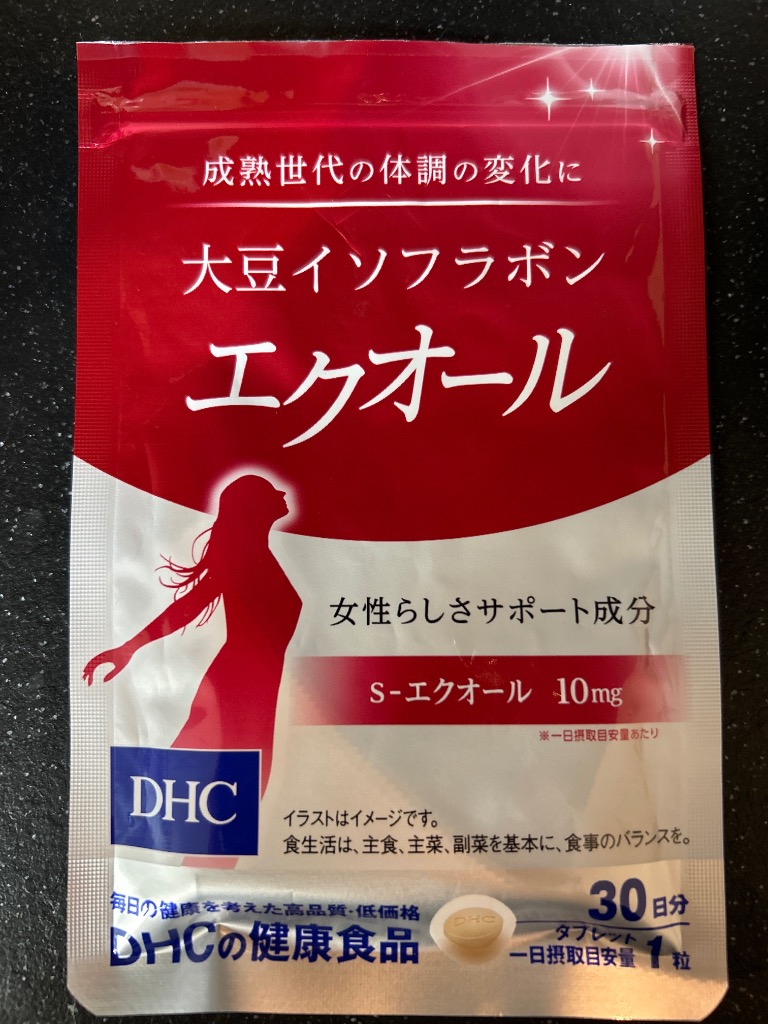 成熟世代の体調の変化に
大豆イソフラボン
エクオール
女性らしさサポート成分
S-エクオール 10mg
※一日摂取目安量あたり
DHC
イラストはイメージです。
食生活は、主食、主菜、副菜を基本に、食事のバランスを。
毎日の健康を考えた高品質・低価格
DHCの健康食品
DHC
30日分
タブレット
一日摂取目安量 1粒